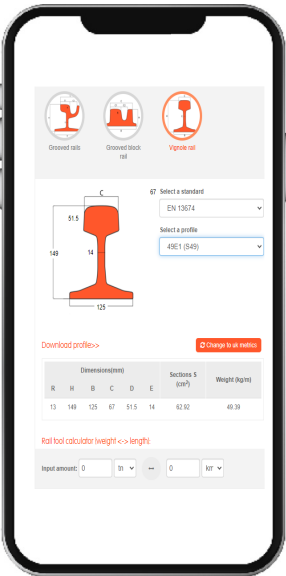 Grooved rails
Grooved block
rail
Vignole rail
C
67
51.5
149
14
125
Select a standard
EN 13674
Select a profile
49E1 (S49)
Download profile>>
Change to uk metrics
Dimensions(mm)
Sections S
(cm²)
Weight (kg/m)
R H B C D E
13 149 125 67 51.5 14 62.92 49.39
Rail tool calculator (weight <-> length):
Input amount: 0 tn ↔ 0 km